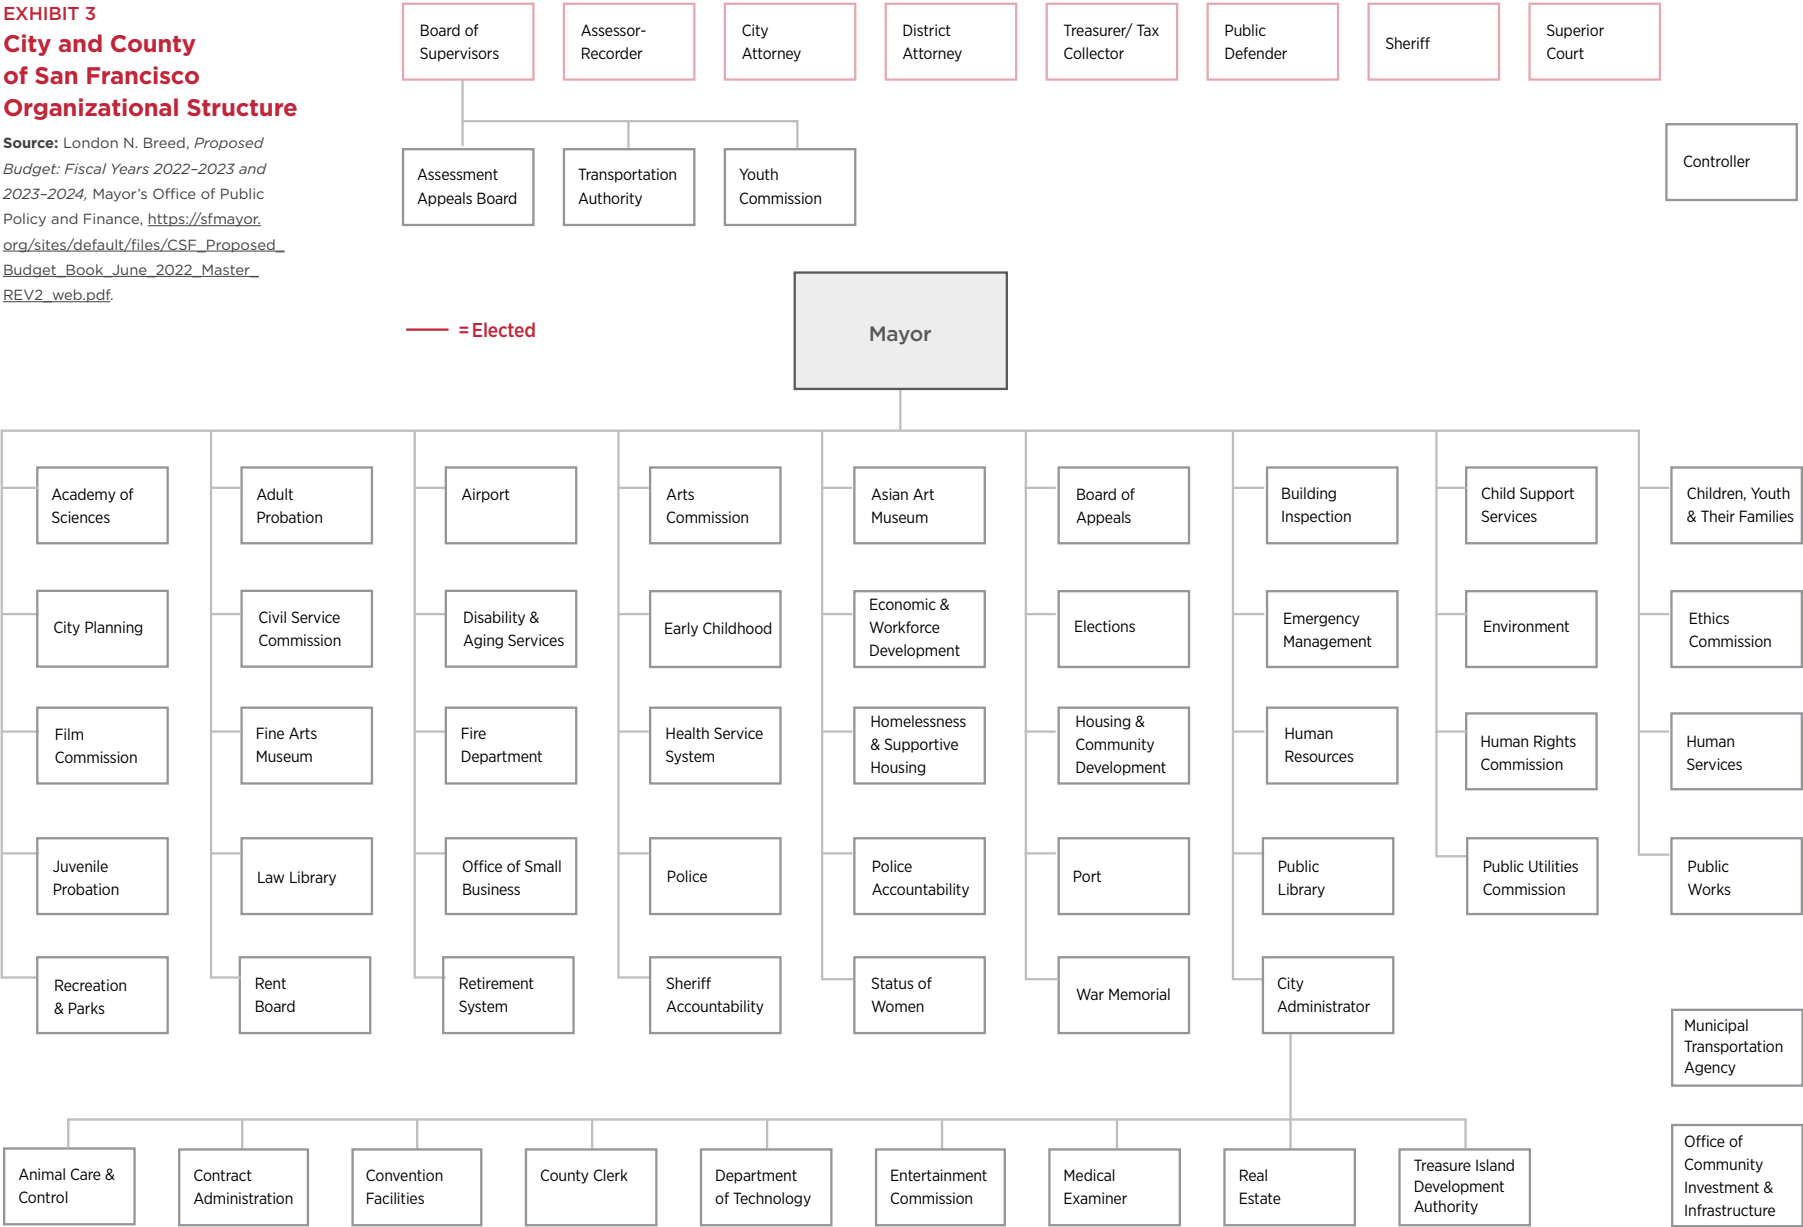 EXHIBIT 3
City and County
of San Francisco
Organizational Structure
Source: London N. Breed, Proposed
Budget: Fiscal Years 2022–2023 and
2023–2024, Mayor’s Office of Public
Policy and Finance, https://sfmayor.
org/sites/default/files/CSF_Proposed_
Budget_Book_June_2022_Master_
REV2_web.pdf.
Board of
Supervisors
Assessor-
Recorder
City
Attorney
District
Attorney
Treasurer/ Tax
Collector
Public
Defender
Sheriff
Superior
Court
Assessment
Appeals Board
Transportation
Authority
Youth
Commission
Controller
= Elected
Mayor
Academy of
Sciences
Adult
Probation
Airport
Arts
Commission
Asian Art
Museum
Board of
Appeals
Building
Inspection
Child Support
Services
Children, Youth
& Their Families
City Planning
Civil Service
Commission
Disability &
Aging Services
Early Childhood
Economic &
Workforce
Development
Elections
Emergency
Management
Environment
Ethics
Commission
Film
Commission
Fine Arts
Museum
Fire
Department
Health Service
System
Homelessness
& Supportive
Housing
Housing &
Community
Development
Human
Resources
Human Rights
Commission
Human
Services
Juvenile
Probation
Law Library
Office of Small
Business
Police
Police
Accountability
Port
Public
Library
Public Utilities
Commission
Public
Works
Recreation
& Parks
Rent
Board
Retirement
System
Sheriff
Accountability
Status of
Women
War Memorial
City
Administrator
Municipal
Transportation
Agency
Animal Care &
Control
Contract
Administration
Convention
Facilities
County Clerk
Department
of Technology
Entertainment
Commission
Medical
Examiner
Real
Estate
Treasure Island
Development
Authority
Office of
Community
Investment &
Infrastructure